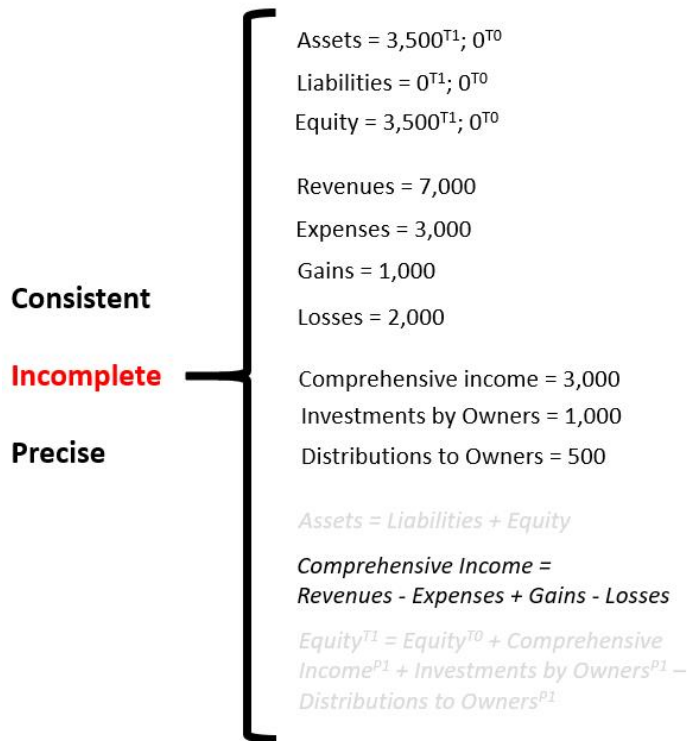 Assets = 3,500ᵀ¹; 0ᵀ⁰
Liabilities = 0ᵀ¹; 0ᵀ⁰
Equity = 3,500ᵀ¹; 0ᵀ⁰
Revenues = 7,000
Expenses = 3,000
Gains = 1,000
Losses = 2,000
Consistent
Incomplete
Precise
Comprehensive income = 3,000
Investments by Owners = 1,000
Distributions to Owners = 500
Assets = Liabilities + Equity
Comprehensive Income =
Revenues - Expenses + Gains - Losses
Equityᵀ¹ = Equityᵀ⁰ + Comprehensive
Incomeᴾ¹ + Investments by Ownersᴾ¹ –
Distributions to Ownersᴾ¹